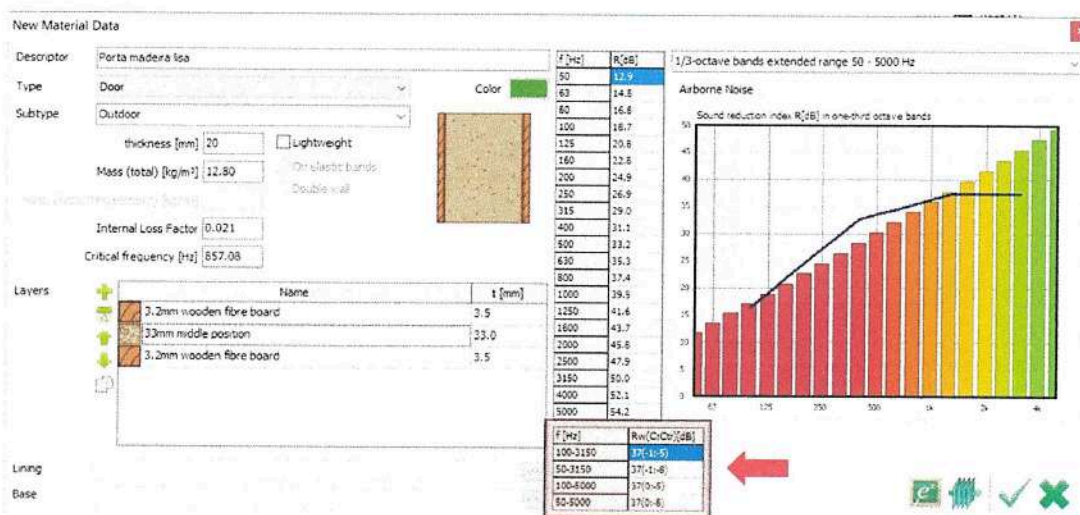 New Material Data
Descriptor Porta madeira lisa
Type Door Color
Subtype Outdoor
thickness [mm] 20 Lightweight
On elastic bands
Mass (total) [kg/m²] 12.80
Double wall
Internal Loss Factor 0.021
Critical frequency [Hz] 857.08
Layers
Name t [mm]
3.2mm wooden fibre board 3.5
33mm middle position 33.0
3.2mm wooden fibre board 3.5
Lining
Base
f [Hz] R[dB]
50 12.9
63 14.8
80 16.6
100 18.7
125 20.8
160 22.8
200 24.9
250 26.9
315 29.0
400 31.1
500 33.2
630 35.3
800 37.4
1000 39.5
1250 41.6
1600 43.7
2000 45.8
2500 47.9
3150 50.0
4000 52.1
5000 54.2
f [Hz] Rw(C;Ctr)[dB]
100-3150 37(-1;-5)
50-3150 37(-1;-6)
100-5000 37(0;-5)
50-5000 37(0;-6)
1/3-octave bands extended range 50 - 5000 Hz
Airborne Noise
Sound reduction index R[dB] in one-third octave bands
50
45
40
35
30
25
20
15
10
5
0
63 125 250 500 1k 2k 4k